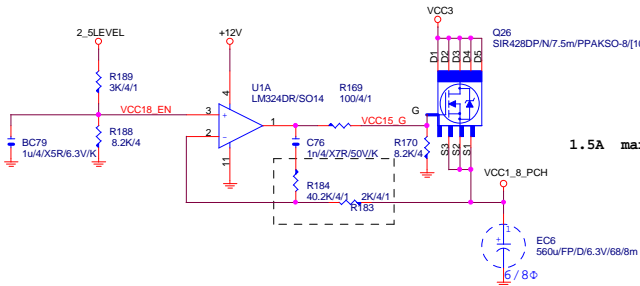 VCC3
2_5LEVEL
+12V
Q26
SIR428DP/N/7.5m/PPAKSO-8/[10
D1
D2
D3
D4
D5
R189
3K/4/1
4
U1A
LM324DR/SO14
R169
100/4/1
VCC18_EN
3
+
1
VCC15_G
G
2
-
BC79
1u/4/X5R/6.3V/K
R188
8.2K/4
11
C76
1n/4/X7R/50V/K
R170
8.2K/4
S3
S2
S1
1.5A max
R184
40.2K/4/1
2K/4/1
R183
VCC1_8_PCH
1
+
EC6
560u/FP/D/6.3V/68/8m
6/8Φ